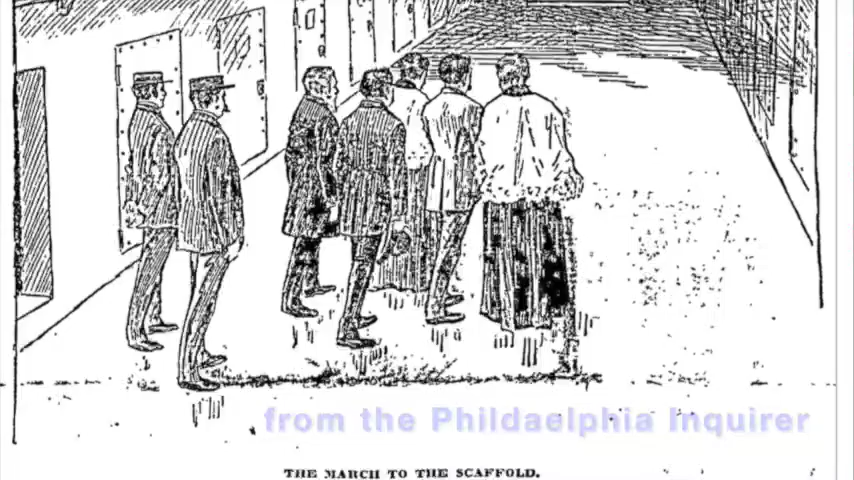 from the Phildaelphia Inquirer
THE MARCH TO THE SCAFFOLD.